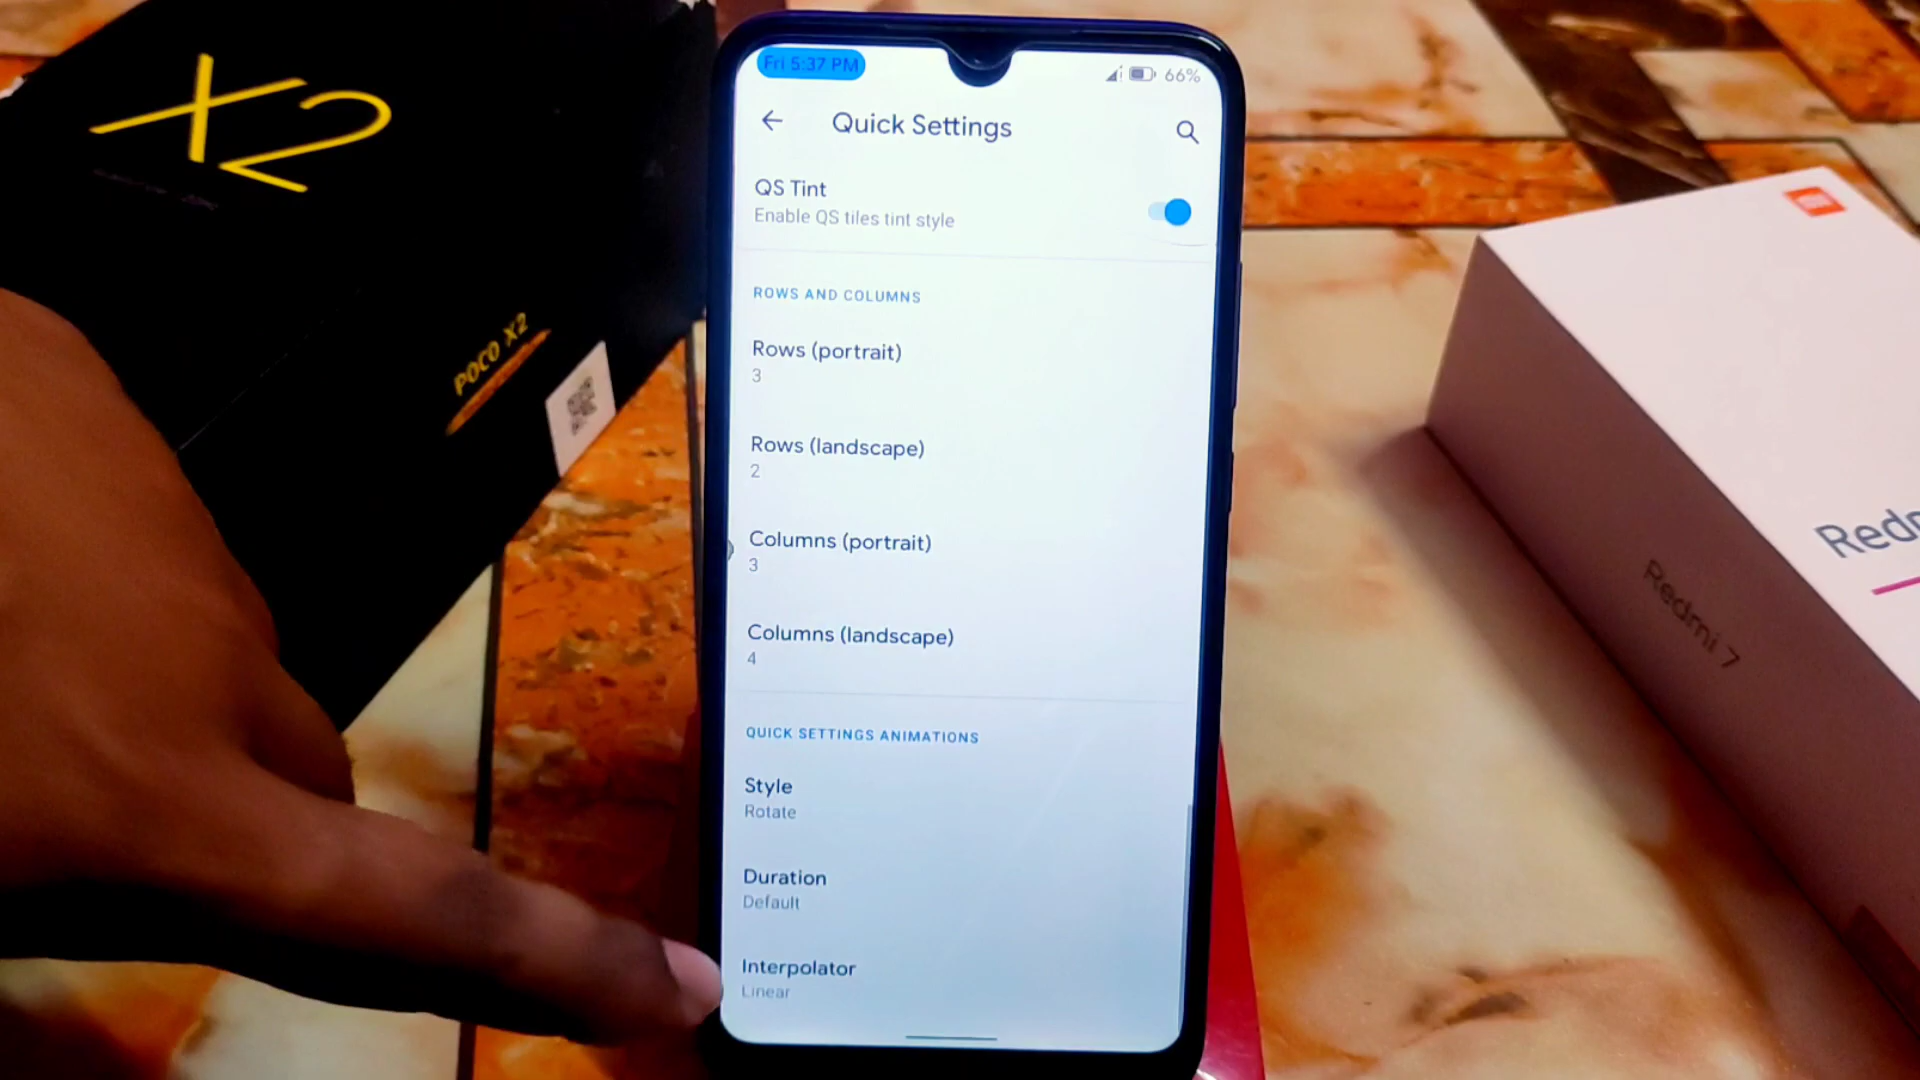 X2
POCO X2
Fri 5:37 PM
66%
Quick Settings
QS Tint
Enable QS tiles tint style
ROWS AND COLUMNS
Rows (portrait)
3
Rows (landscape)
2
Columns (portrait)
3
Columns (landscape)
4
QUICK SETTINGS ANIMATIONS
Style
Rotate
Duration
Default
Interpolator
Linear
Redmi 7